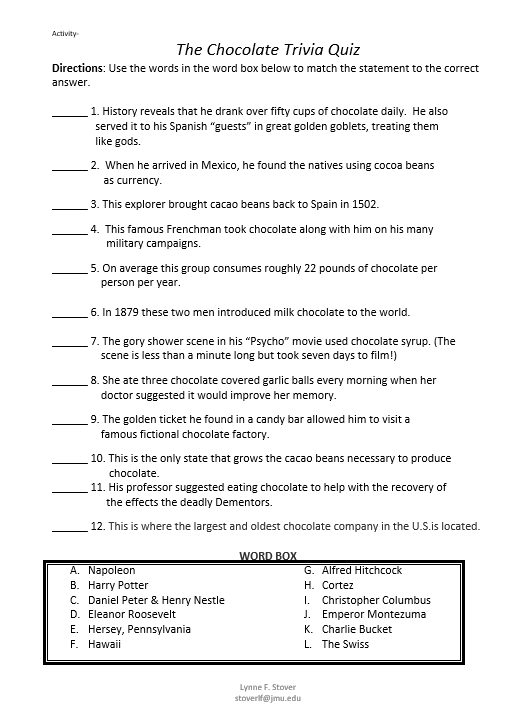 Activity-
The Chocolate Trivia Quiz
Directions: Use the words in the word box below to match the statement to the correct
answer.
______ 1. History reveals that he drank over fifty cups of chocolate daily. He also
served it to his Spanish “guests” in great golden goblets, treating them
like gods.
______ 2. When he arrived in Mexico, he found the natives using cocoa beans
as currency.
______ 3. This explorer brought cacao beans back to Spain in 1502.
______ 4. This famous Frenchman took chocolate along with him on his many
military campaigns.
______ 5. On average this group consumes roughly 22 pounds of chocolate per
person per year.
______ 6. In 1879 these two men introduced milk chocolate to the world.
______ 7. The gory shower scene in his “Psycho” movie used chocolate syrup. (The
scene is less than a minute long but took seven days to film!)
______ 8. She ate three chocolate covered garlic balls every morning when her
doctor suggested it would improve her memory.
______ 9. The golden ticket he found in a candy bar allowed him to visit a
famous fictional chocolate factory.
______ 10. This is the only state that grows the cacao beans necessary to produce
chocolate.
______ 11. His professor suggested eating chocolate to help with the recovery of
the effects the deadly Dementors.
______ 12. This is where the largest and oldest chocolate company in the U.S.is located.
WORD BOX
A. Napoleon
B. Harry Potter
C. Daniel Peter & Henry Nestle
D. Eleanor Roosevelt
E. Hersey, Pennsylvania
F. Hawaii
G. Alfred Hitchcock
H. Cortez
I. Christopher Columbus
J. Emperor Montezuma
K. Charlie Bucket
L. The Swiss
Lynne F. Stover
stoverlf@jmu.edu